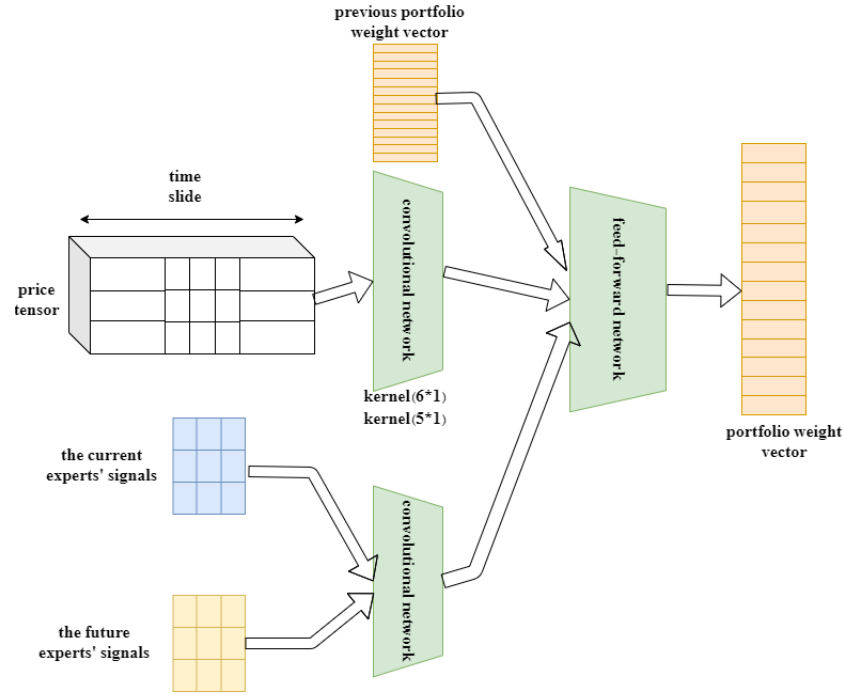 previous portfolio
weight vector
time
slide
price
tensor
convolutional network
kernel(6*1)
kernel(5*1)
feed-forward network
portfolio weight
vector
the current
experts' signals
convolutional network
the future
experts' signals